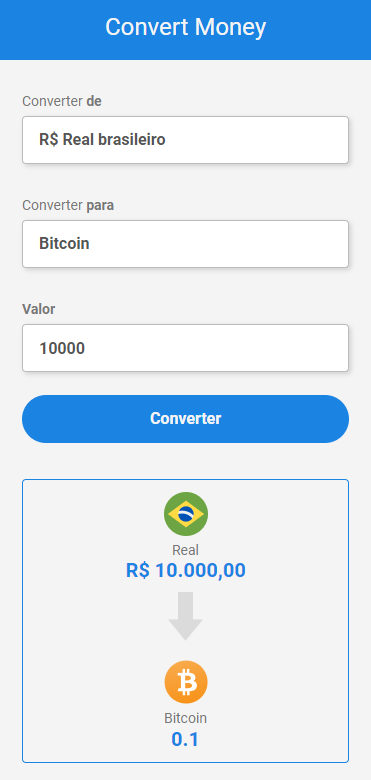 Convert Money
Converter de
R$ Real brasileiro
Converter para
Bitcoin
Valor
10000
Converter
Real
R$ 10.000,00
Bitcoin
0.1